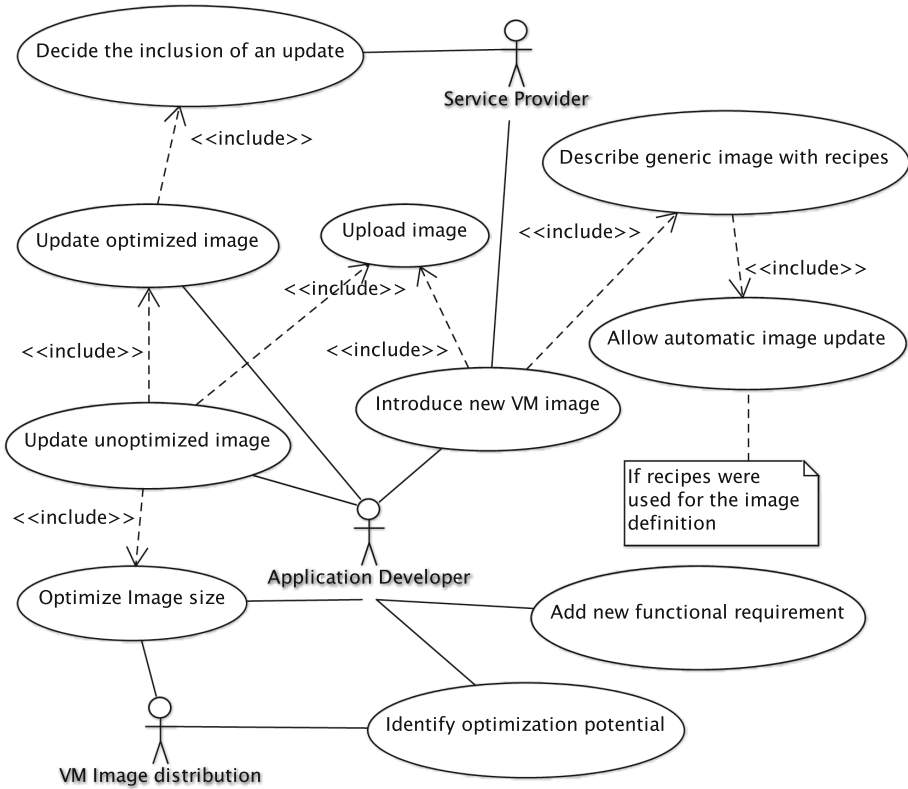 Decide the inclusion of an update
Service Provider
<<include>>
Describe generic image with recipes
Update optimized image
Upload image
<<include>>
<<include>>
<<include>>
Allow automatic image update
<<include>>
<<include>>
Introduce new VM image
Update unoptimized image
If recipes were
used for the image
definition
<<include>>
Application Developer
Optimize Image size
Add new functional requirement
Identify optimization potential
VM Image distribution